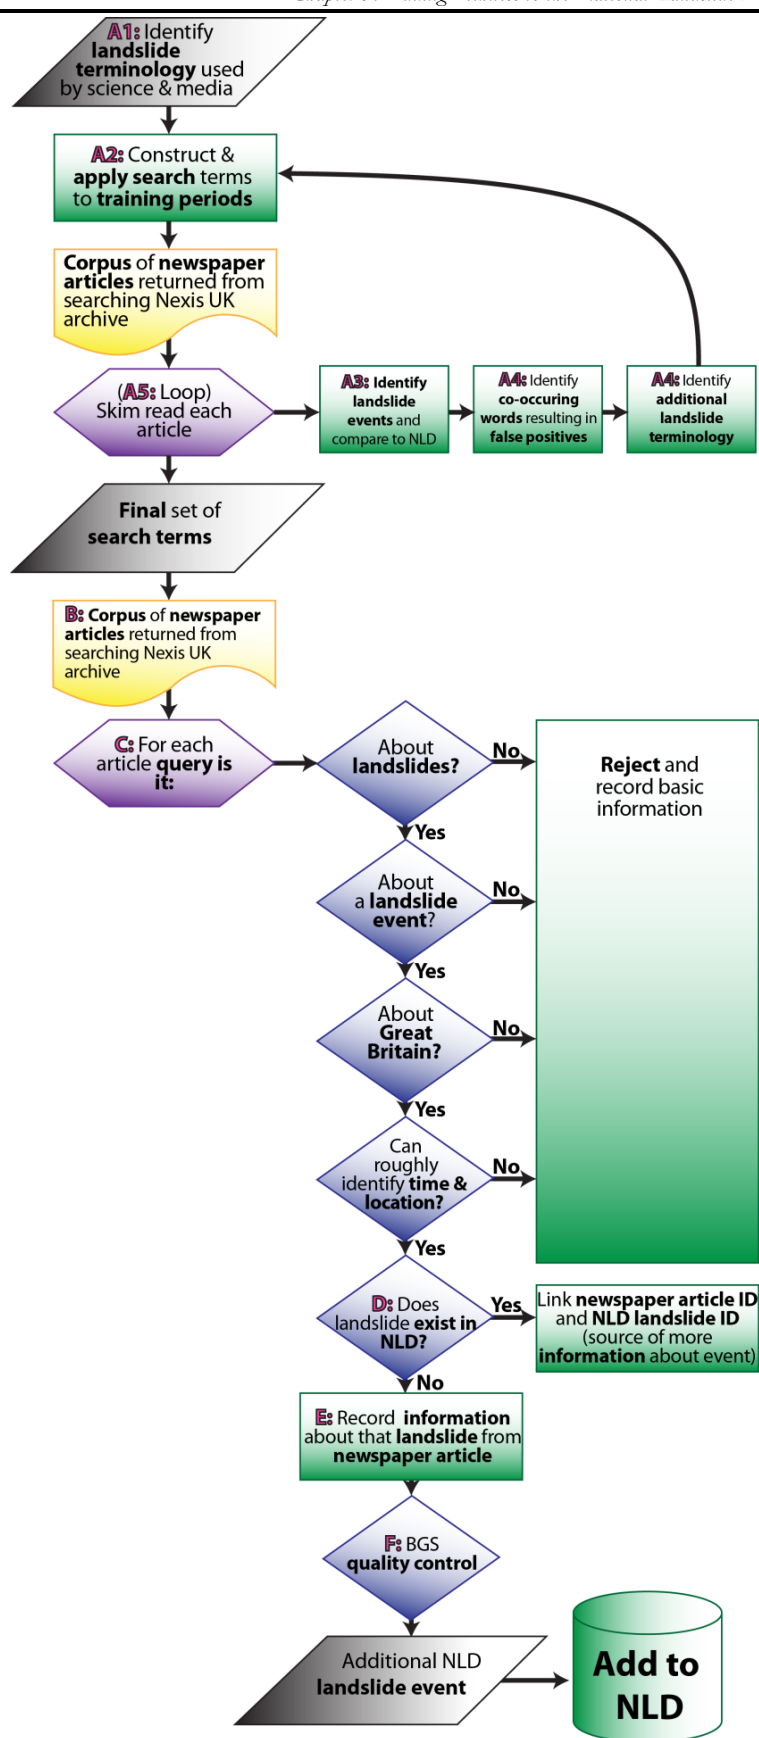 A1: Identify
landslide
terminology used
by science & media
A2: Construct &
apply search terms
to training periods
Corpus of newspaper
articles returned from
searching Nexis UK
archive
(A5: Loop)
Skim read each
article
A3: Identify
landslide
events and
compare to NLD
A4: Identify
co-occuring
words resulting in
false positives
A4: Identify
additional
landslide
terminology
Final set of
search terms
B: Corpus of newspaper
articles returned from
searching Nexis UK
archive
C: For each
article query is
it:
About
landslides?
No
Reject and
record basic
information
Yes
About
a landslide
event?
No
Yes
About
Great
Britain?
No
Yes
Can
roughly
identify time &
location?
No
Yes
D: Does
landslide exist in
NLD?
Yes
Link newspaper article ID
and NLD landslide ID
(source of more
information about event)
No
E: Record information
about that landslide from
newspaper article
F: BGS
quality control
Additional NLD
landslide event
Add to
NLD